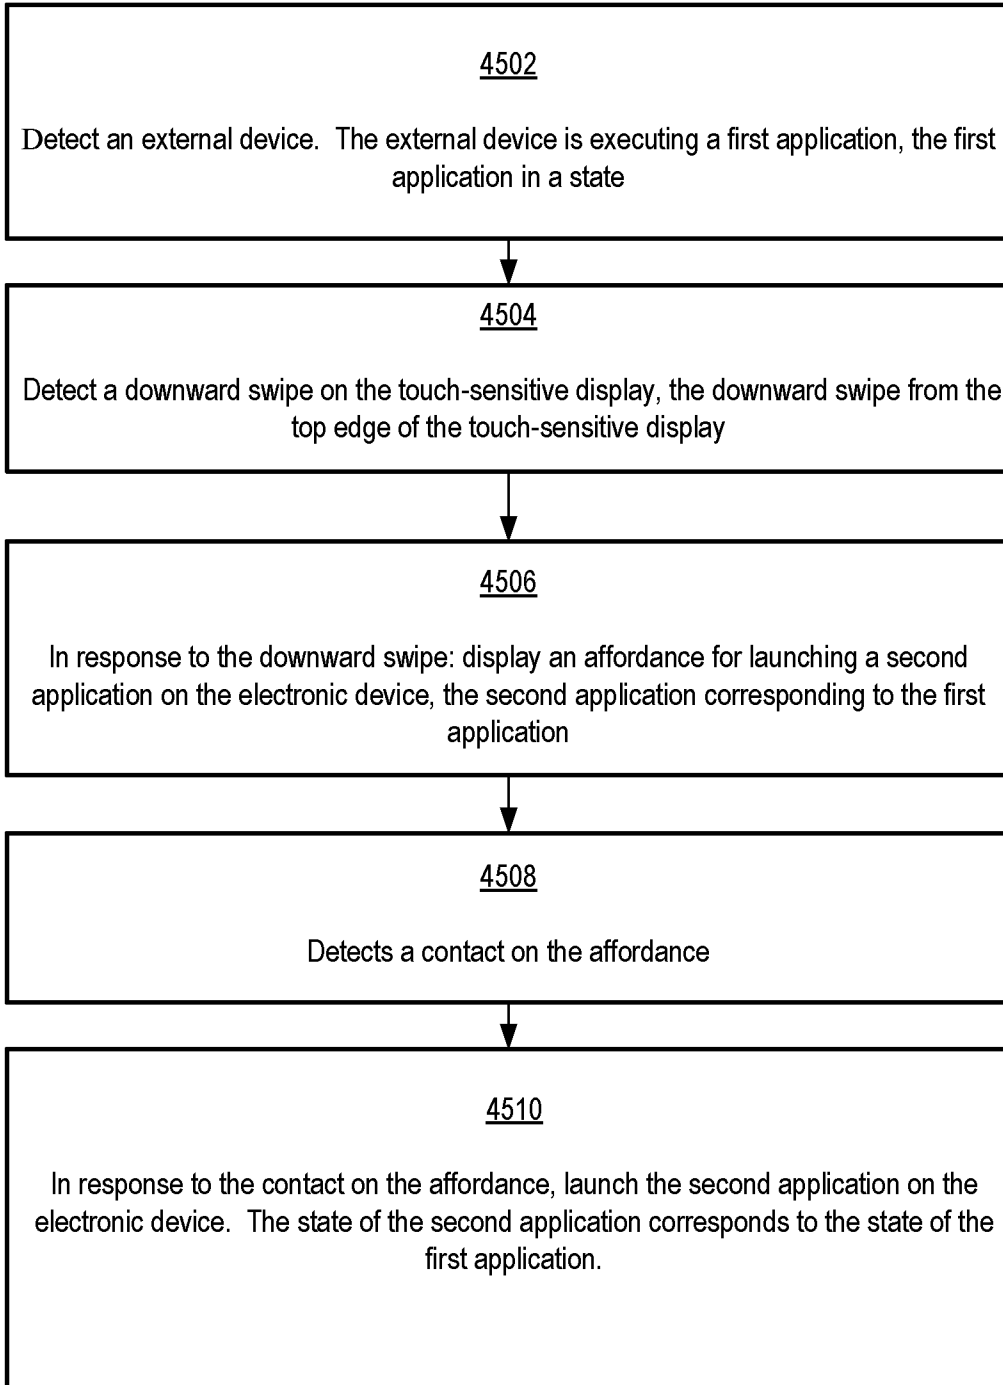 4502
Detect an external device.  The external device is executing a first application, the first
application in a state
4504
Detect a downward swipe on the touch-sensitive display, the downward swipe from the
top edge of the touch-sensitive display
4506
In response to the downward swipe: display an affordance for launching a second
application on the electronic device, the second application corresponding to the first
application
4508
Detects a contact on the affordance
4510
In response to the contact on the affordance, launch the second application on the
electronic device.  The state of the second application corresponds to the state of the
first application.